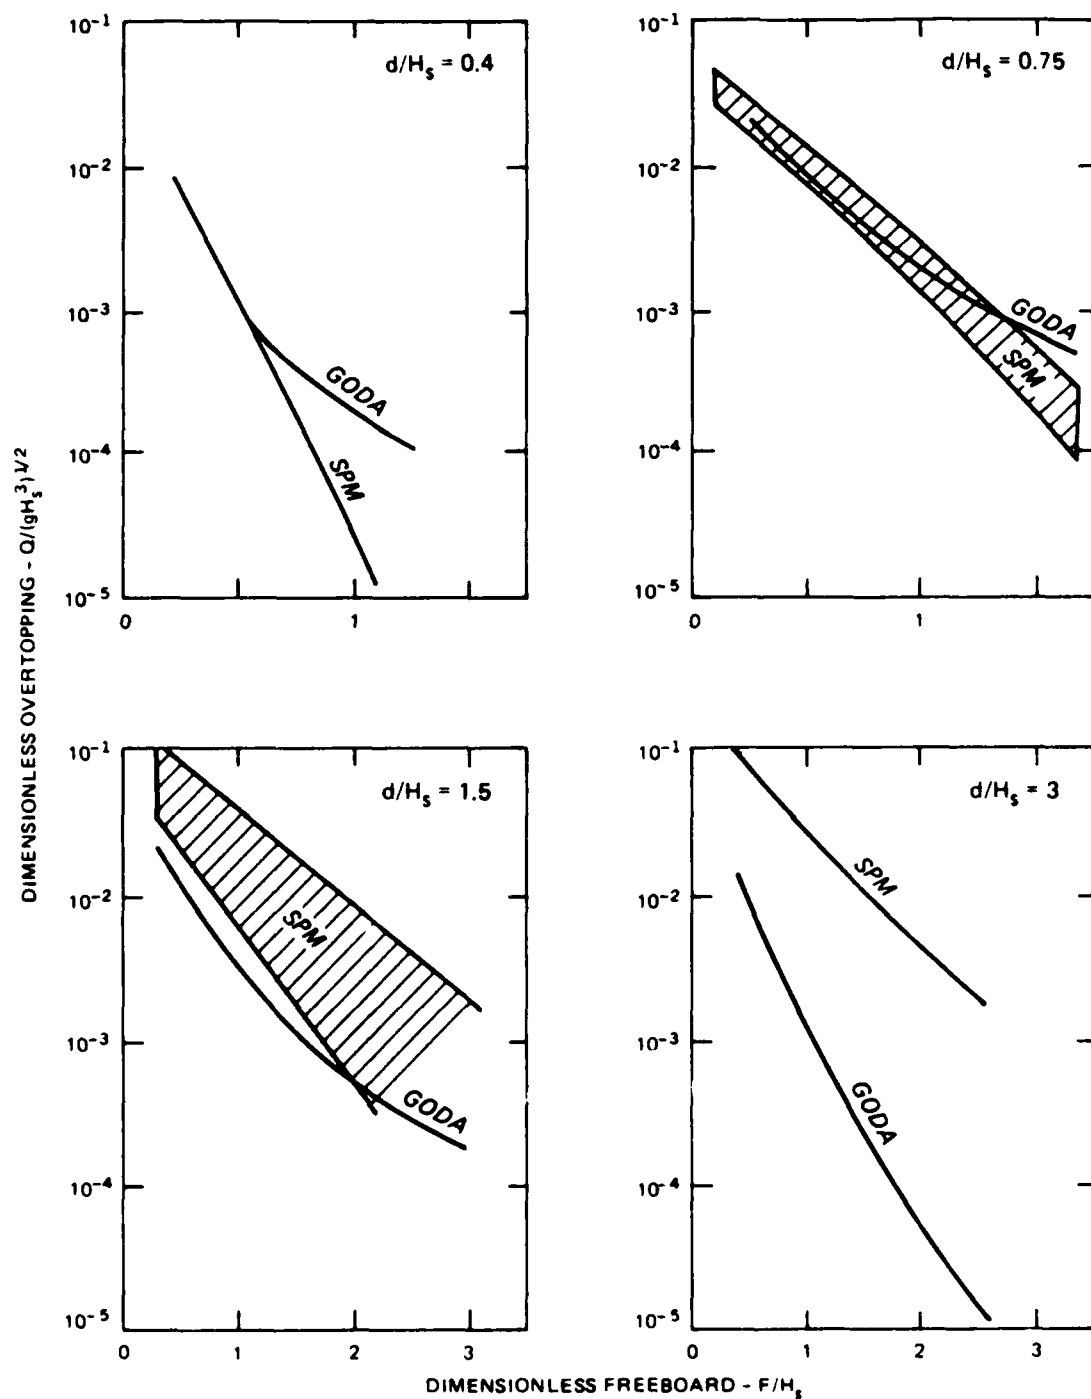 10⁻¹
10⁻²
10⁻³
10⁻⁴
10⁻⁵
0
1
d/Hₛ = 0.4
GODA
SPM
10⁻¹
10⁻²
10⁻³
10⁻⁴
10⁻⁵
0
1
d/Hₛ = 0.75
GODA
SPM
DIMENSIONLESS OVERTOPPING - Q/(gHₛ³)¹/²
10⁻¹
10⁻²
10⁻³
10⁻⁴
10⁻⁵
0 1 2 3
d/Hₛ = 1.5
SPM
GODA
10⁻¹
10⁻²
10⁻³
10⁻⁴
10⁻⁵
0 1 2 3
d/Hₛ = 3
SPM
GODA
DIMENSIONLESS FREEBOARD - F/Hₛ